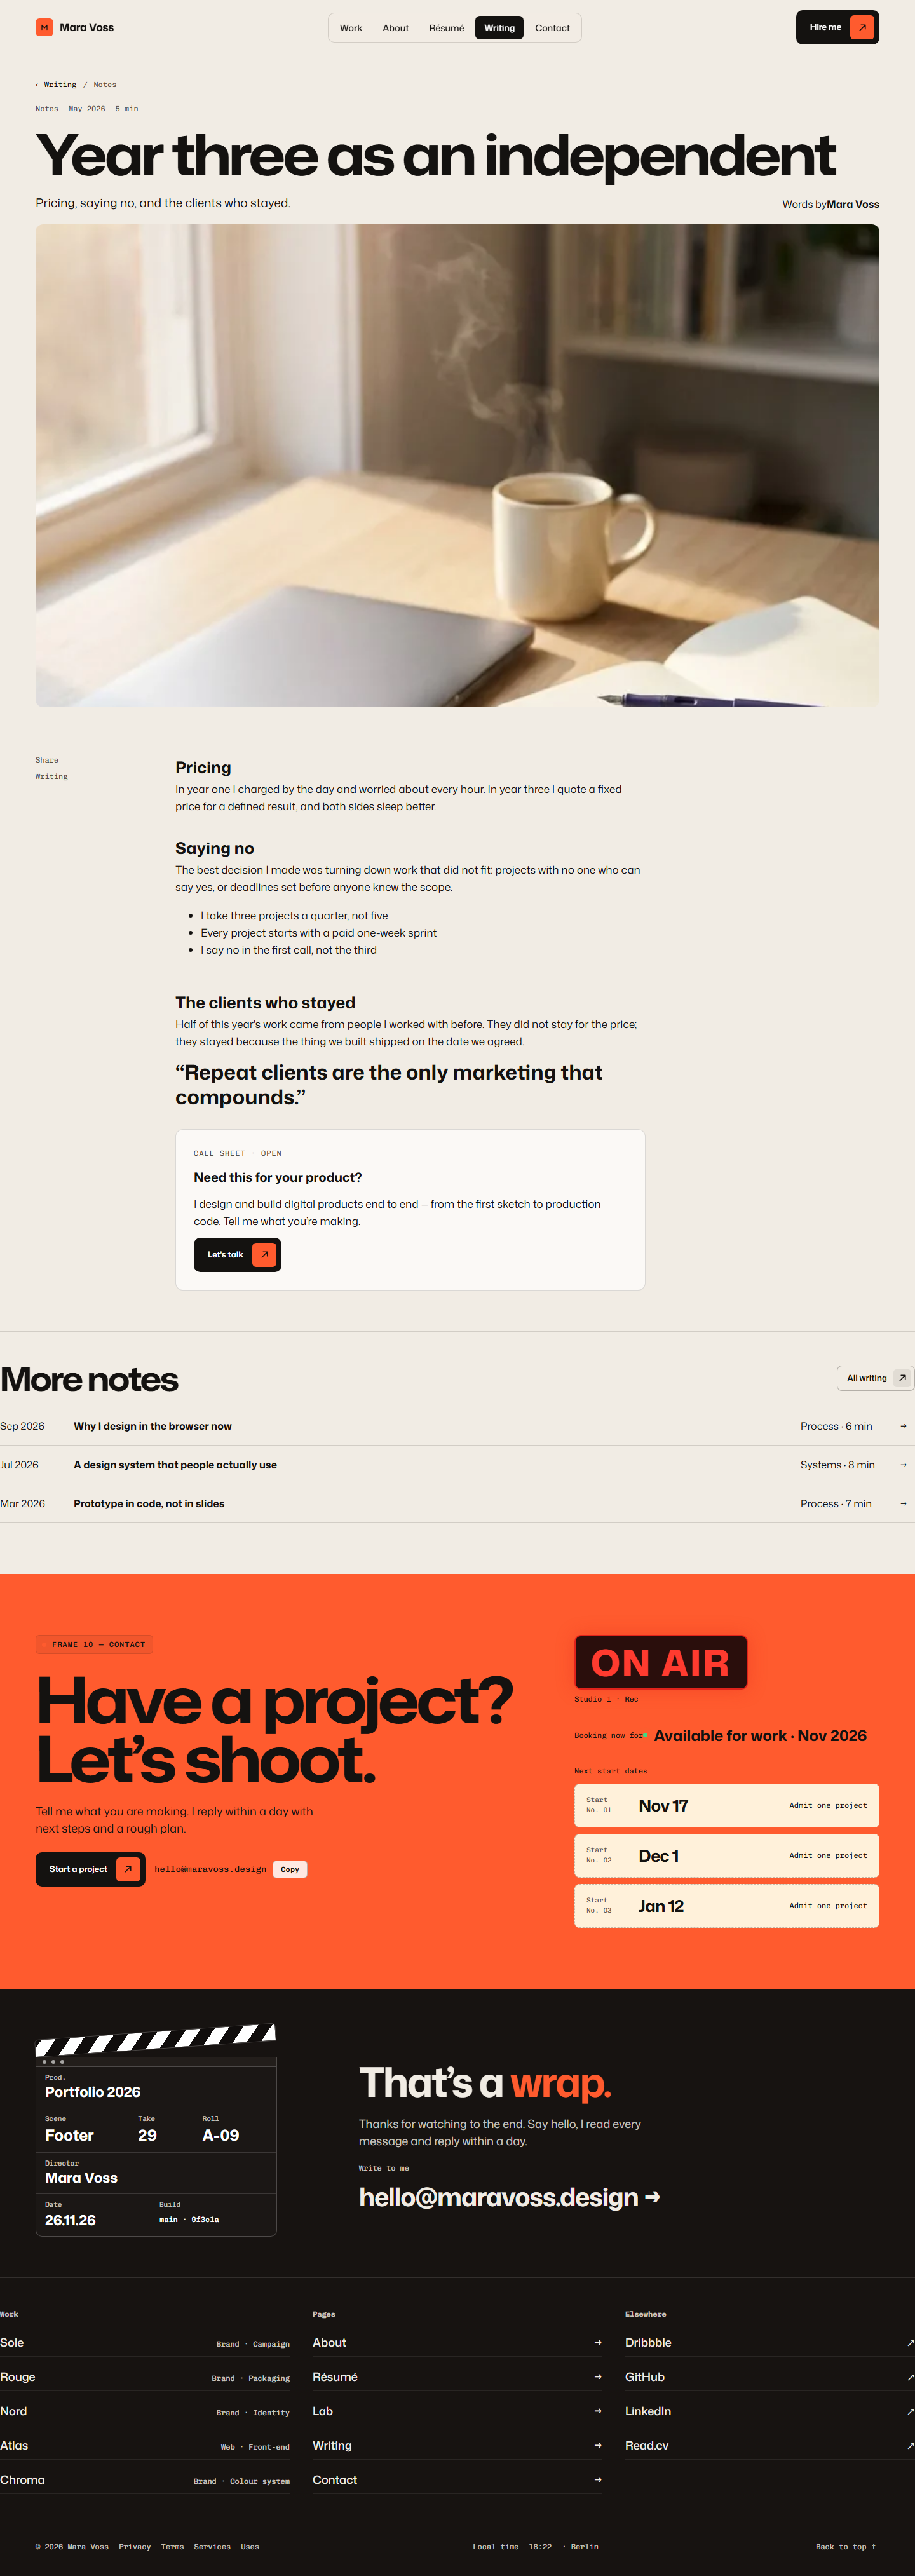 M Mara Voss
Work About Résumé Writing Contact
Hire me ↗
← Writing / Notes
Notes May 2026 5 min
Year three as an independent
Pricing, saying no, and the clients who stayed.
Words byMara Voss
Share
Writing
Pricing
In year one I charged by the day and worried about every hour. In year three I quote a fixed
price for a defined result, and both sides sleep better.
Saying no
The best decision I made was turning down work that did not fit: projects with no one who can
say yes, or deadlines set before anyone knew the scope.
• I take three projects a quarter, not five
• Every project starts with a paid one-week sprint
• I say no in the first call, not the third
The clients who stayed
Half of this year's work came from people I worked with before. They did not stay for the price;
they stayed because the thing we built shipped on the date we agreed.
“Repeat clients are the only marketing that
compounds.”
CALL SHEET · OPEN
Need this for your product?
I design and build digital products end to end — from the first sketch to production
code. Tell me what you're making.
Let's talk ↗
More notes
All writing ↗
Sep 2026 Why I design in the browser now Process · 6 min →
Jul 2026 A design system that people actually use Systems · 8 min →
Mar 2026 Prototype in code, not in slides Process · 7 min →
FRAME 10 — CONTACT
Have a project?
Let’s shoot.
Tell me what you are making. I reply within a day with
next steps and a rough plan.
Start a project ↗ hello@maravoss.design Copy
ON AIR
Studio 1 · Rec
Booking now for Available for work · Nov 2026
Next start dates
Start
No. 01
Nov 17
Admit one project
Start
No. 02
Dec 1
Admit one project
Start
No. 03
Jan 12
Admit one project
Prod.
Portfolio 2026
Scene Take Roll
Footer 29 A-09
Director
Mara Voss
Date Build
26.11.26 main · 9f3c1a
That’s a wrap.
Thanks for watching to the end. Say hello, I read every
message and reply within a day.
Write to me
hello@maravoss.design →
Work
Sole Brand · Campaign
Rouge Brand · Packaging
Nord Brand · Identity
Atlas Web · Front-end
Chroma Brand · Colour system
Pages
About →
Résumé →
Lab →
Writing →
Contact →
Elsewhere
Dribbble ↗
GitHub ↗
LinkedIn ↗
Read.cv ↗
© 2026 Mara Voss Privacy Terms Services Uses
Local time 18:22 · Berlin
Back to top ↑